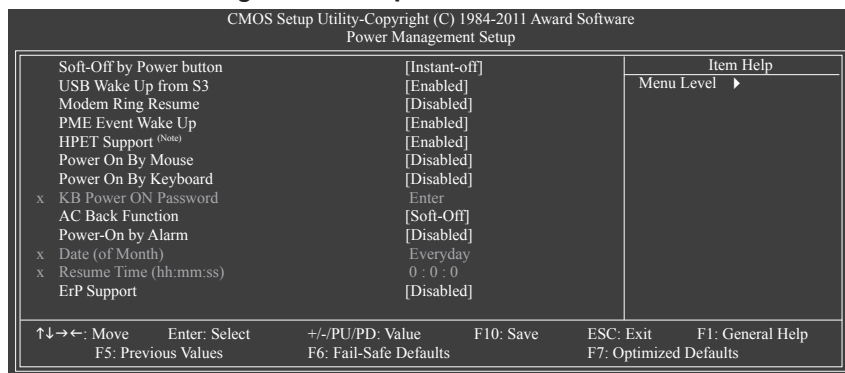 CMOS Setup Utility-Copyright (C) 1984-2011 Award Software
Power Management Setup
Soft-Off by Power button [Instant-off] Item Help
USB Wake Up from S3 [Enabled] Menu Level ▶
Modem Ring Resume [Disabled]
PME Event Wake Up [Enabled]
HPET Support (Note) [Enabled]
Power On By Mouse [Disabled]
Power On By Keyboard [Disabled]
x KB Power ON Password Enter
AC Back Function [Soft-Off]
Power-On by Alarm [Disabled]
x Date (of Month) Everyday
x Resume Time (hh:mm:ss) 0 : 0 : 0
ErP Support [Disabled]
↑↓→←: Move Enter: Select +/-/PU/PD: Value F10: Save ESC: Exit F1: General Help
F5: Previous Values F6: Fail-Safe Defaults F7: Optimized Defaults